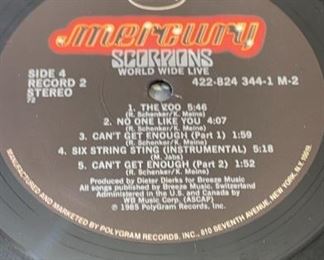 mercury
SCORPIONS
WORLD WIDE LIVE
SIDE 4
RECORD 2
STEREO
72
422-824 344-1 M-2
1. THE ZOO 5:46
(R. Schenker/K. Meine)
2. NO ONE LIKE YOU 4:07
(R. Schenker/K. Meine)
3. CAN'T GET ENOUGH (Part 1) 1:59
(R. Schenker/K. Meine)
4. SIX STRING STING (INSTRUMENTAL) 5:18
(M. Jabs)
5. CAN'T GET ENOUGH (Part 2) 1:52
(R. Schenker/K. Meine)
Produced by Dieter Dierks for Breeze Music
All songs published by Breeze Music, Switzerland
Administered in the U.S. and Canada by
WB Music Corp. (ASCAP)
℗ 1985 PolyGram Records, Inc.
MANUFACTURED AND MARKETED BY POLYGRAM RECORDS, INC., 810 SEVENTH AVENUE, NEW YORK, N.Y. 10019.